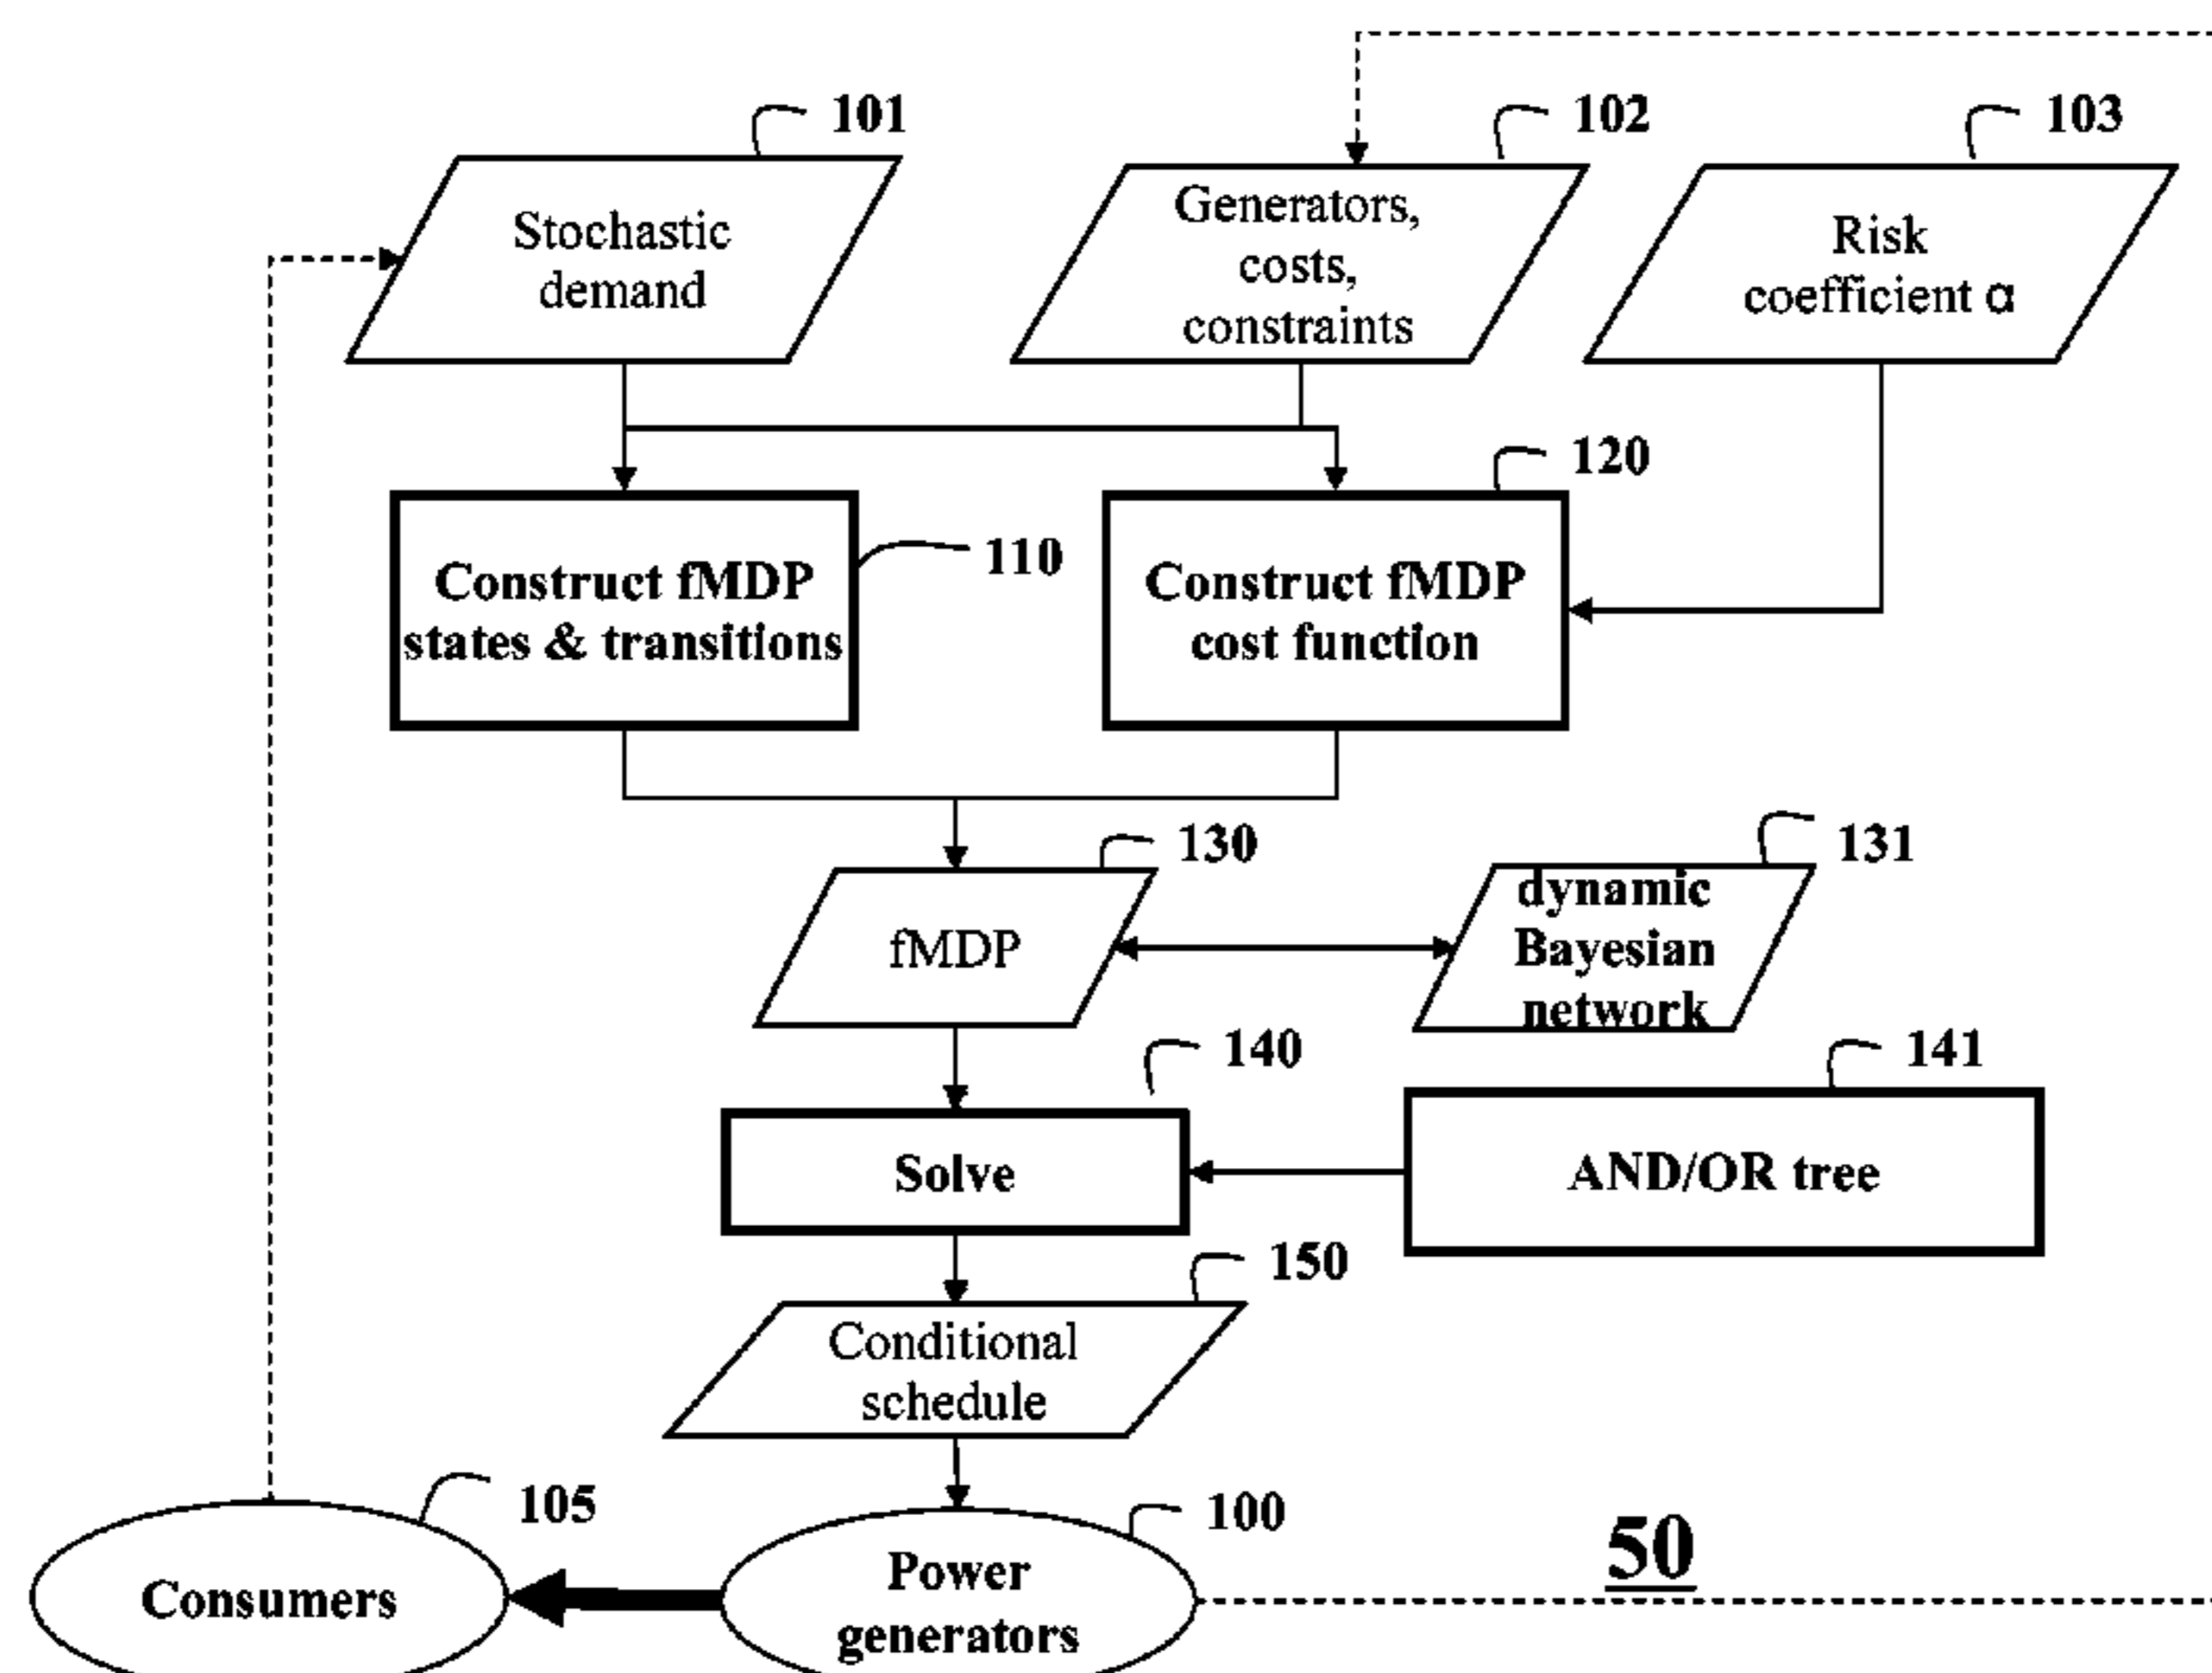 101
102
103
Stochastic
demand
Generators,
costs,
constraints
Risk
coefficient α
120
110
Construct fMDP
states & transitions
Construct fMDP
cost function
130
131
fMDP
dynamic
Bayesian
network
140
141
Solve
AND/OR tree
150
Conditional
schedule
105
100
50
Consumers
Power
generators